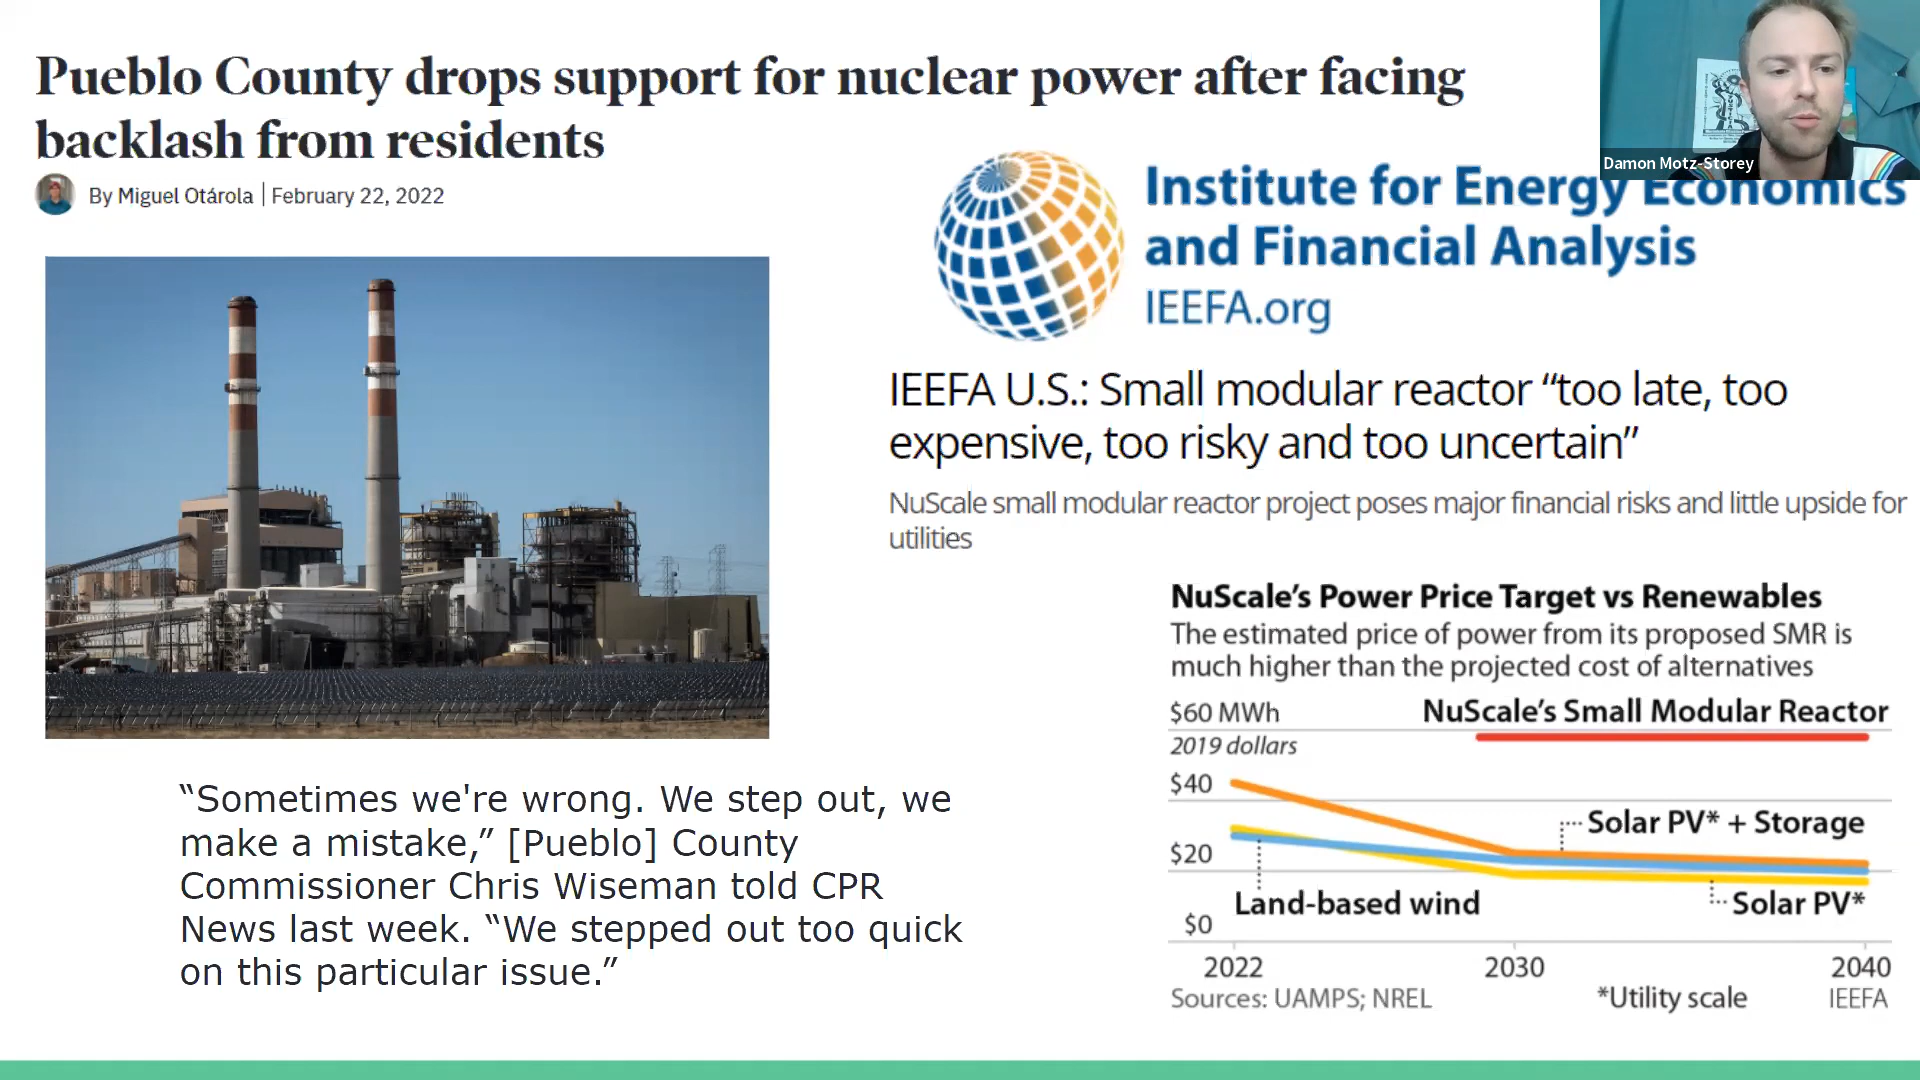 Pueblo County drops support for nuclear power after facing
backlash from residents
By Miguel Otárola | February 22, 2022
Damon Motz-Storey
Institute for Energy Economics
and Financial Analysis
IEEFA.org
IEEFA U.S.: Small modular reactor “too late, too
expensive, too risky and too uncertain”
NuScale small modular reactor project poses major financial risks and little upside for
utilities
“Sometimes we're wrong. We step out, we
make a mistake,” [Pueblo] County
Commissioner Chris Wiseman told CPR
News last week. “We stepped out too quick
on this particular issue.”
NuScale’s Power Price Target vs Renewables
The estimated price of power from its proposed SMR is
much higher than the projected cost of alternatives
$60 MWh
NuScale’s Small Modular Reactor
2019 dollars
$40
Solar PV* + Storage
$20
Land-based wind
Solar PV*
$0
2022
2030
2040
Sources: UAMPS; NREL
*Utility scale
IEEFA